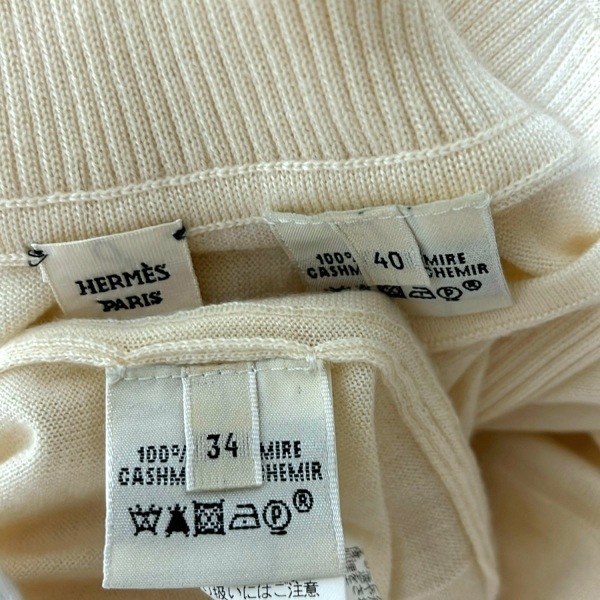 HERMÈS
PARIS
40
100%
MIRE
CASHM
CHEMIR
34
100%
MIRE
CASHM
CHEMIR
P
®
扱いにはご注意